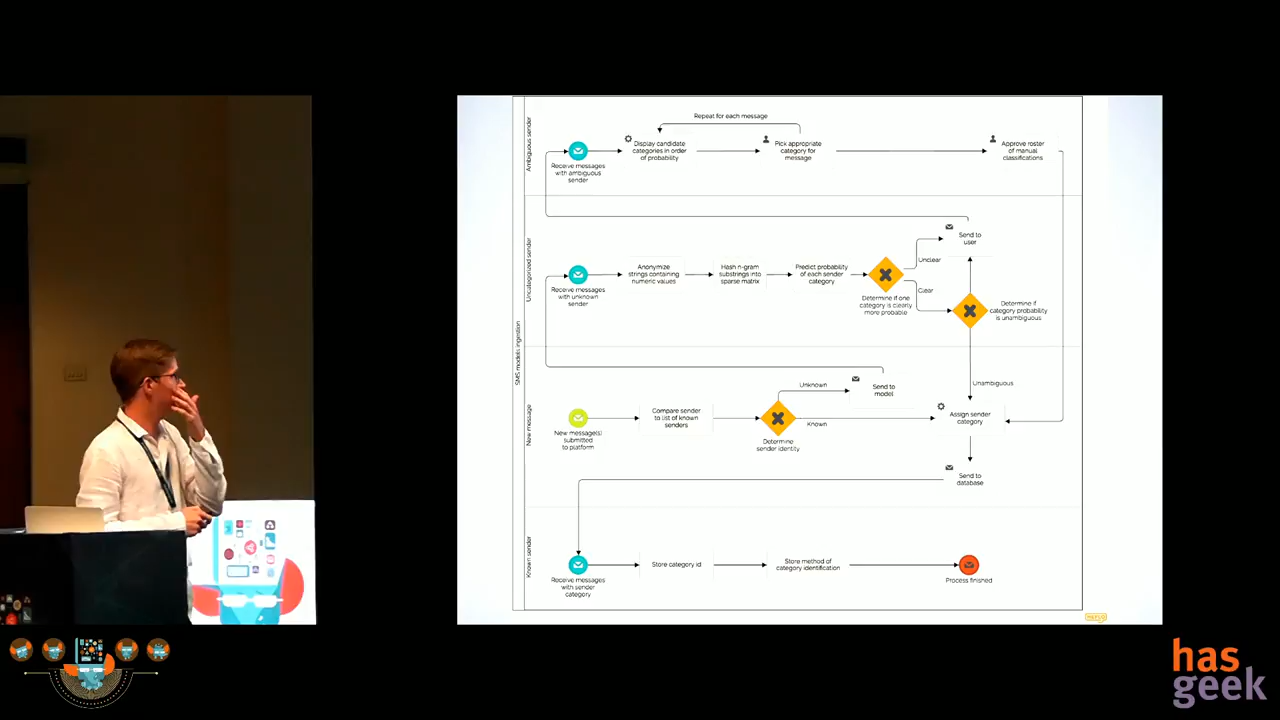 Ambiguous sender
Repeat for each message
Display candidate
categories in order
of probability
Pick appropriate
category for
message
Approve roster
of manual
classifications
Receive messages
with ambiguous
sender
Uncategorized sender
Send to
user
Unclear
Anonymize
strings containing
numeric values
Hash n-gram
substrings into
sparse matrix
Predict probability
of each sender
category
Receive messages
with unknown
sender
Clear
Determine if one
category is clearly
more probable
Determine if
category probability
is unambiguous
SMS models ingestion
New message
Unknown
Send to
model
Unambiguous
New message(s)
submitted
to platform
Compare sender
to list of known
senders
Known
Determine
sender identity
Assign sender
category
Send to
database
Known sender
Receive messages
with sender
category
Store category id
Store method of
category identification
Process finished
has
geek